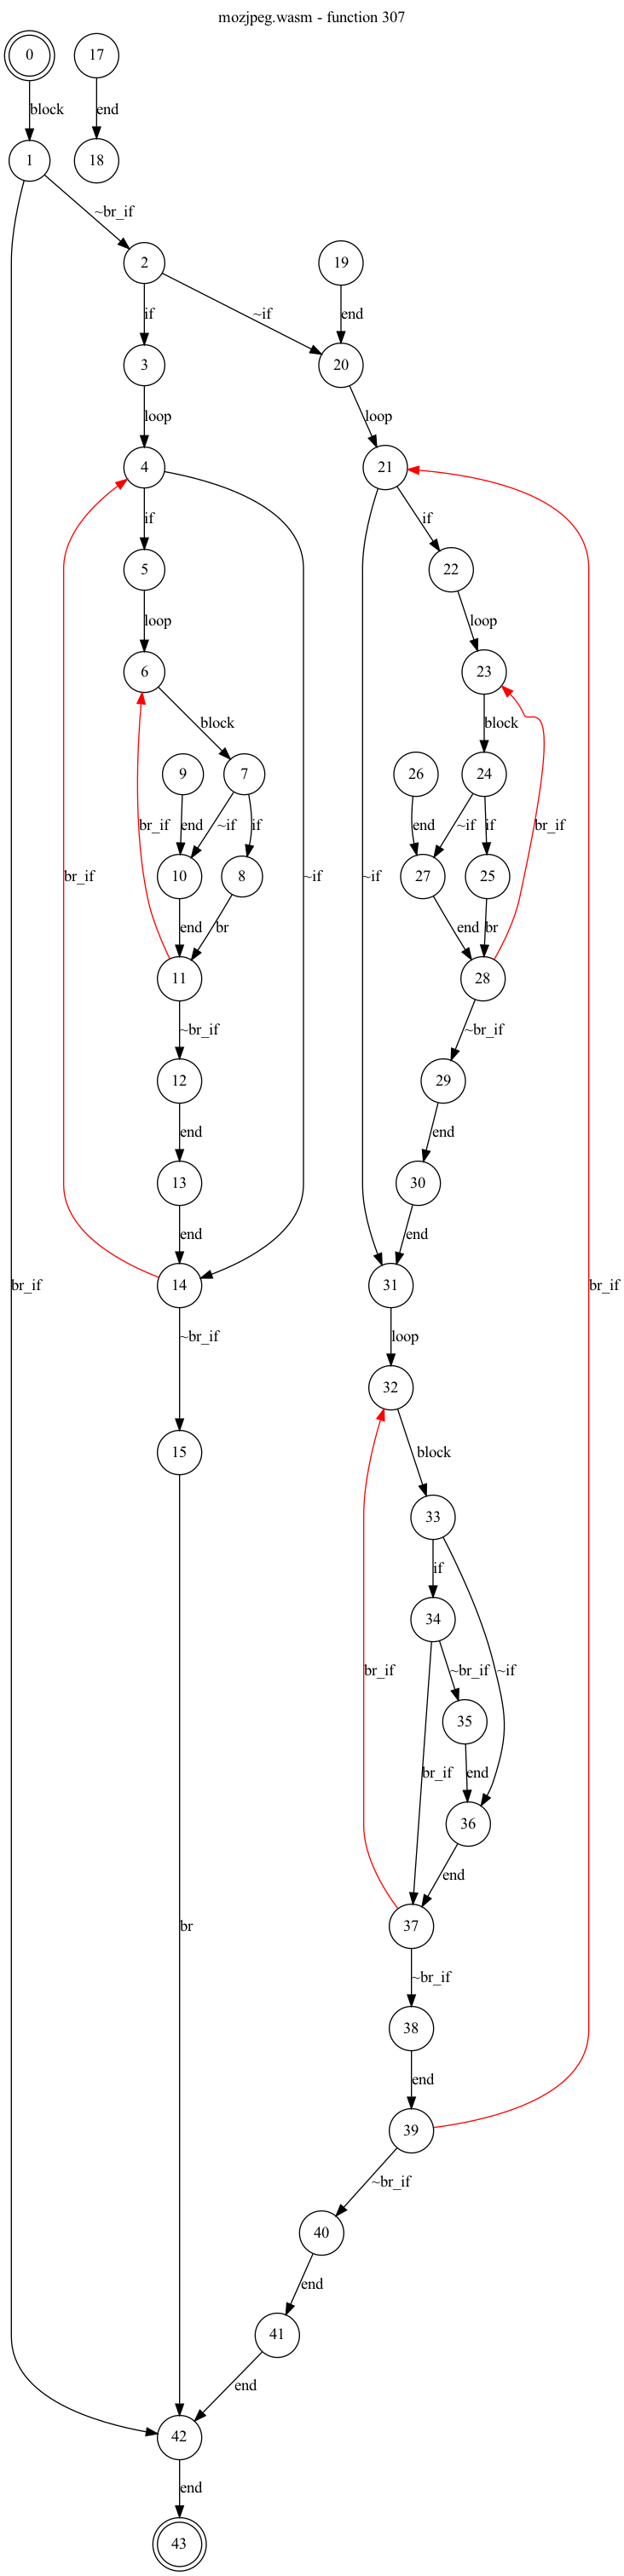 mozjpeg.wasm - function 307
0
17
block
end
1
18
~br_if
2
19
if
~if
end
3
20
loop
loop
4
21
if
if
5
22
loop
loop
6
23
block
block
9
7
26
24
br_if
end
~if
if
end
~if
if
br_if
10
8
27
25
br_if
~if
~if
end
br
end
br
11
28
~br_if
~br_if
12
29
end
end
13
30
end
end
br_if
14
31
br_if
~br_if
loop
32
15
block
33
if
34
br_if
~br_if
~if
35
br_if
end
36
end
br
37
~br_if
38
end
39
~br_if
40
end
41
end
42
end
43